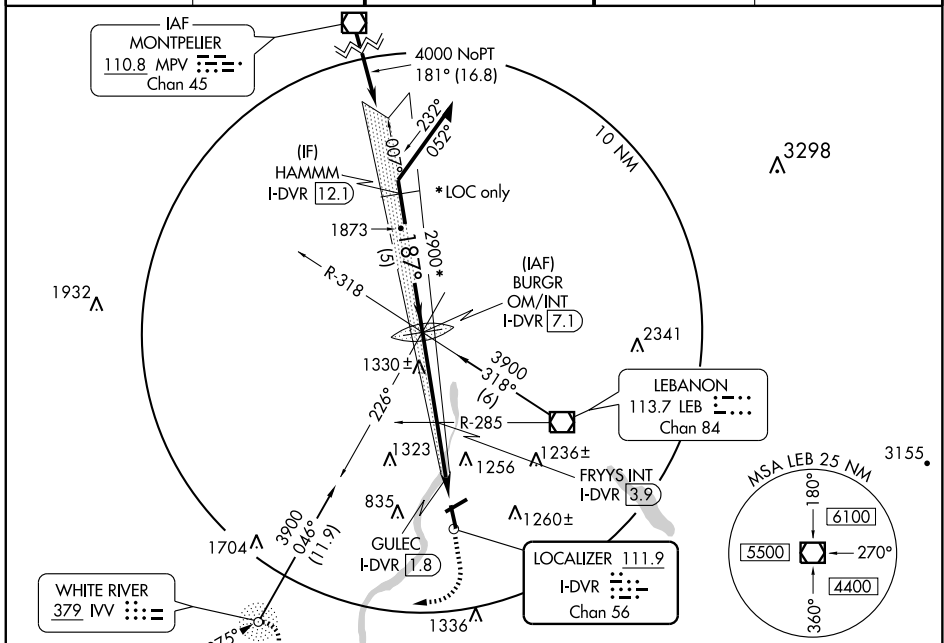 IAF
MONTPELIER
110.8 MPV
Chan 45
4000 NoPT
181° (16.8)
10 NM
3298
232°
052°
007°
(IF)
HAMMM
I-DVR 12.1
* LOC only
1873
187°
(5)
2900 *
R-318
(IAF)
BURGR
OM/INT
I-DVR 7.1
1932
2341
1330 ±
3900
318°
(6)
LEBANON
113.7 LEB
Chan 84
226°
R-285
1323
1256
1236±
FRYYS INT
I-DVR 3.9
3155
MSA LEB 25 NM
180°
6100
5500
270°
4400
360°
835
1260±
GULEC
I-DVR 1.8
LOCALIZER 111.9
I-DVR
Chan 56
1704
3900
046°
(11.9)
WHITE RIVER
379 IVV
1336